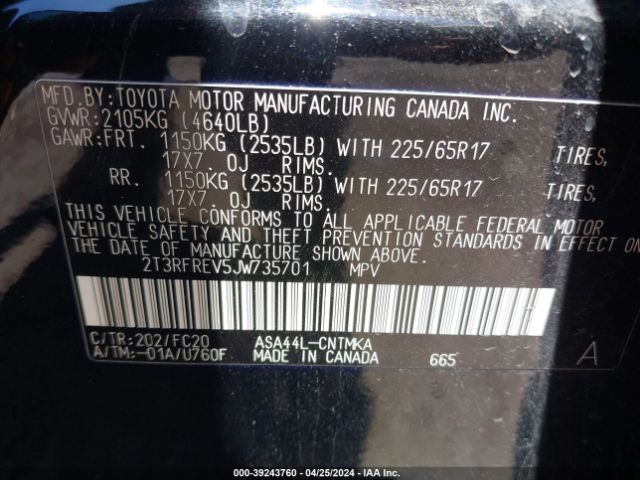 MFD.BY:TOYOTA MOTOR MANUFACTURING CANADA INC.
GVWR:2105KG (4640LB)
GAWR:FRT. 1150KG (2535LB) WITH 225/65R17 TIRES,
17X7.0J RIMS.
RR. 1150KG (2535LB) WITH 225/65R17 TIRES,
17X7.0J RIMS.
THIS VEHICLE CONFORMS TO ALL APPLICABLE FEDERAL MOTOR
VEHICLE SAFETY AND THEFT PREVENTION STANDARDS IN EFFECT ON
THE DATE OF MANUFACTURE SHOWN ABOVE.
2T3RFREV5JW735701 MPV
C/TR:202/FC20 ASA44L-CNTMKA
A/TM:-01A/U760F MADE IN CANADA 665 A
000-39243760 - 04/25/2024 - IAAI.COM